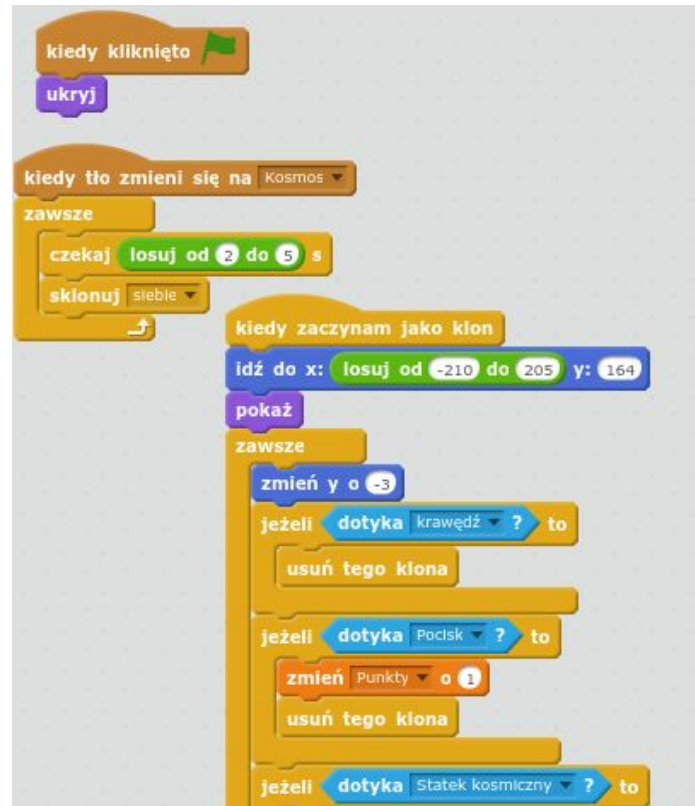 kiedy kliknięto
ukryj
kiedy tło zmieni się na Kosmos
zawsze
czekaj losuj od 2 do 5 s
sklonuj siebie
kiedy zaczynam jako klon
idź do x: losuj od -210 do 205 y: 164
pokaż
zawsze
zmień y o -3
jeżeli dotyka krawędź ? to
usuń tego klona
jeżeli dotyka Pocisk ? to
zmień Punkty o 1
usuń tego klona
jeżeli dotyka Statek kosmiczny ? to